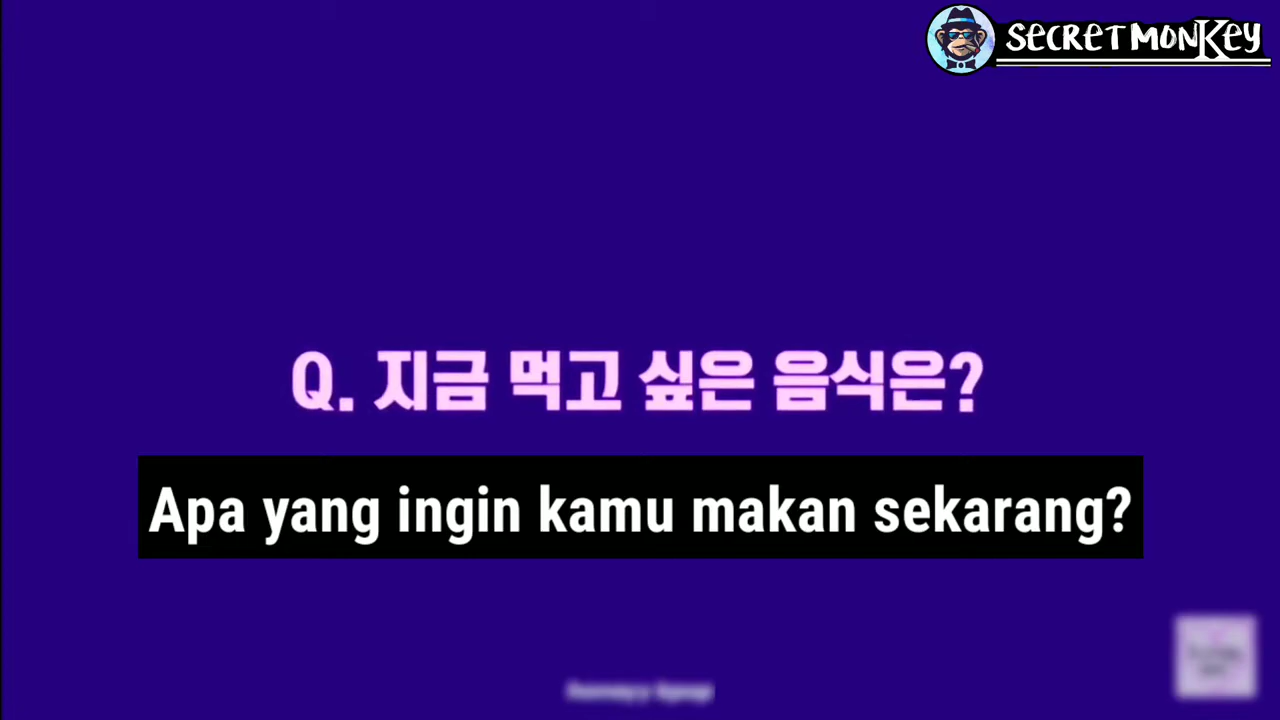 SECRET MONKEY
Q. 지금 먹고 싶은 음식은?
Apa yang ingin kamu makan sekarang?